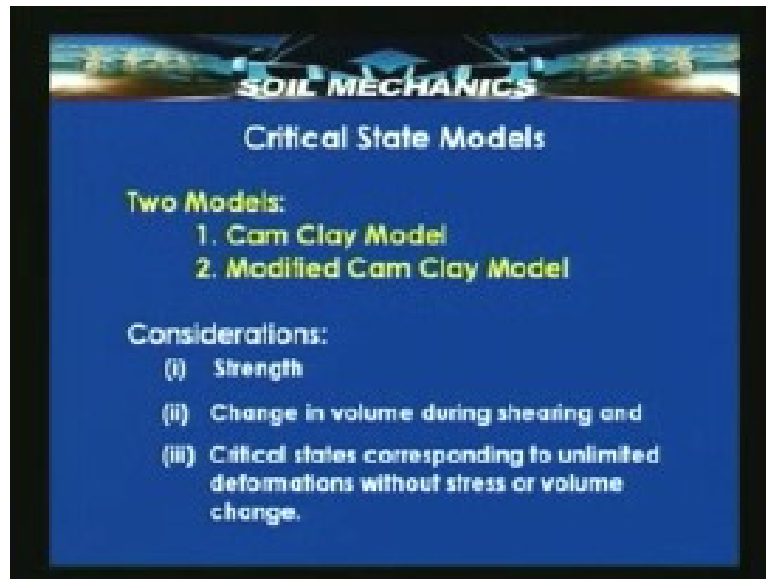 SOIL MECHANICS
Critical State Models
Two Models:
1. Cam Clay Model
2. Modified Cam Clay Model
Considerations:
(i) Strength
(ii) Change in volume during shearing and
(iii) Critical states corresponding to unlimited
deformations without stress or volume
change.